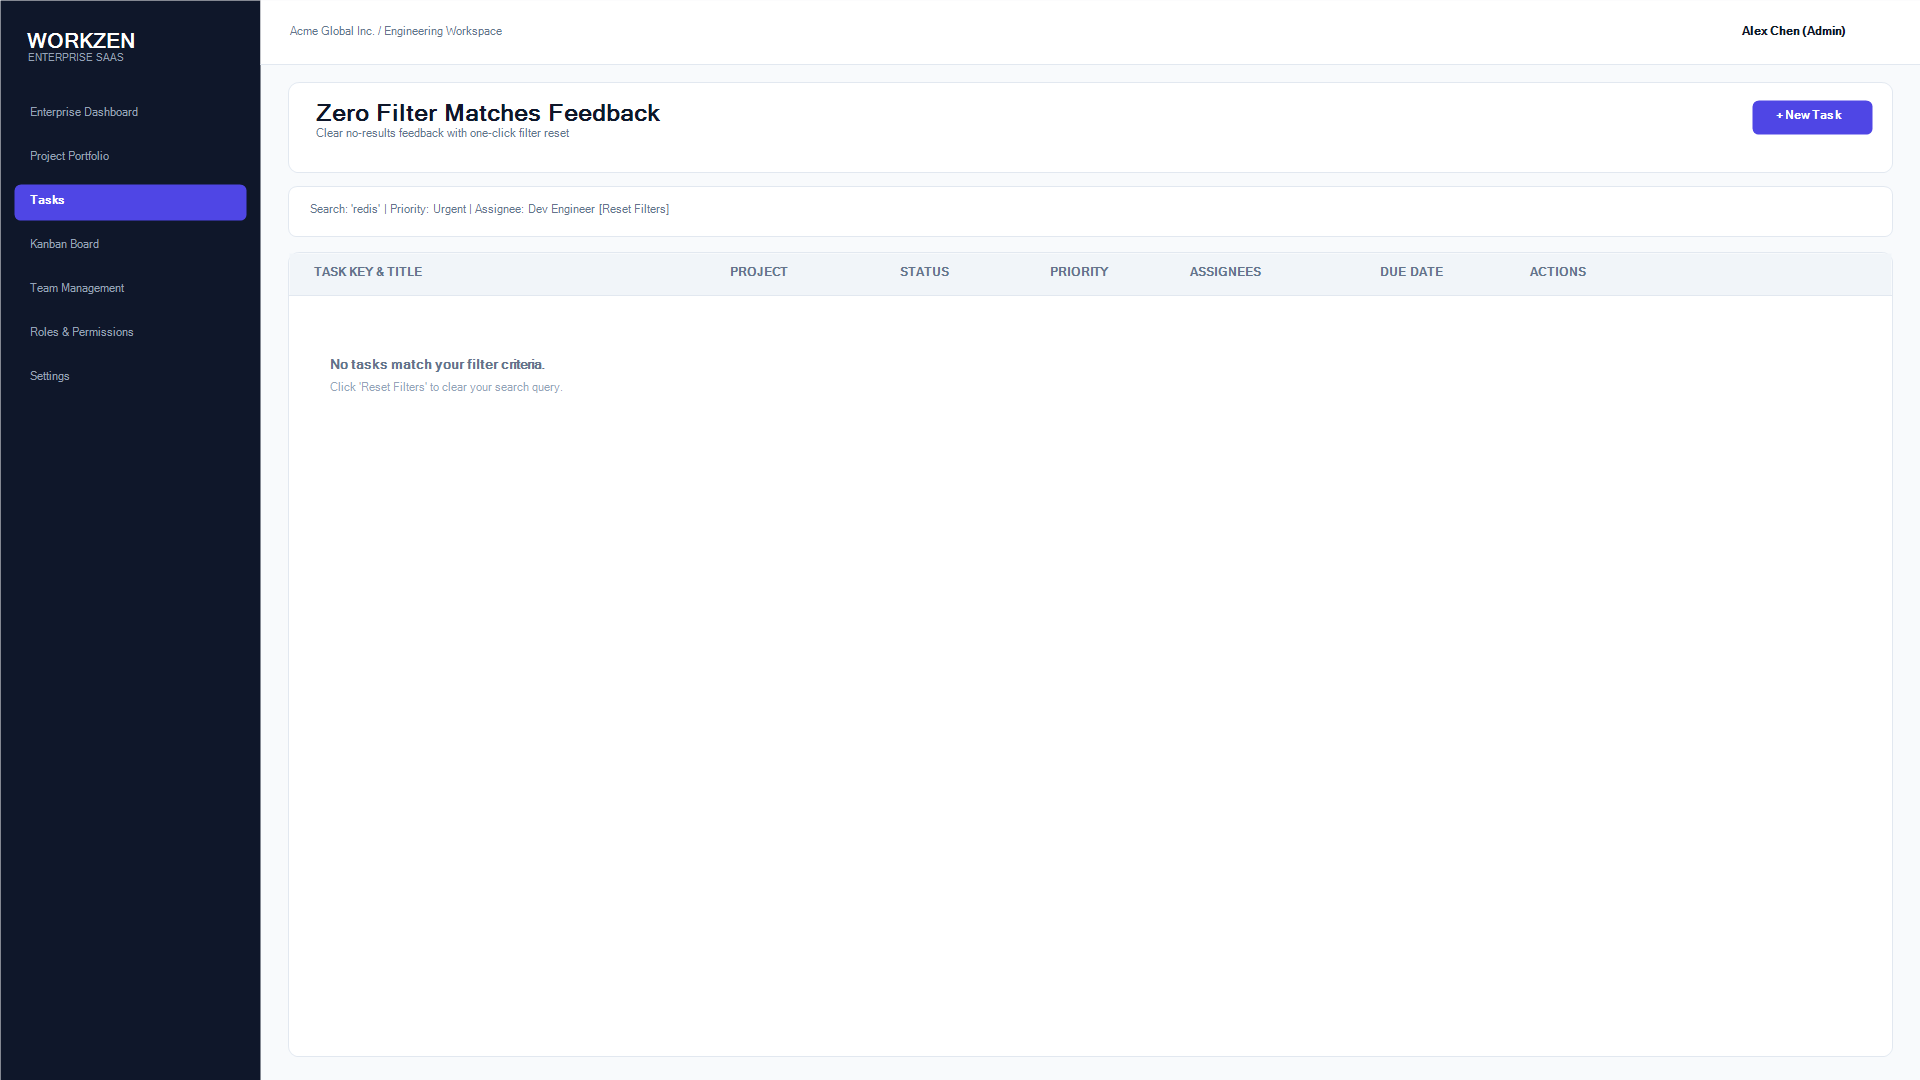 WORKZEN
ENTERPRISE SAAS
Enterprise Dashboard
Project Portfolio
Tasks
Kanban Board
Team Management
Roles & Permissions
Settings
Acme Global Inc. / Engineering Workspace
Alex Chen (Admin)
Zero Filter Matches Feedback
Clear no-results feedback with one-click filter reset
+ New Task
Search: 'redis' | Priority: Urgent | Assignee: Dev Engineer [Reset Filters]
TASK KEY & TITLE PROJECT STATUS PRIORITY ASSIGNEES DUE DATE ACTIONS
No tasks match your filter criteria.
Click 'Reset Filters' to clear your search query.